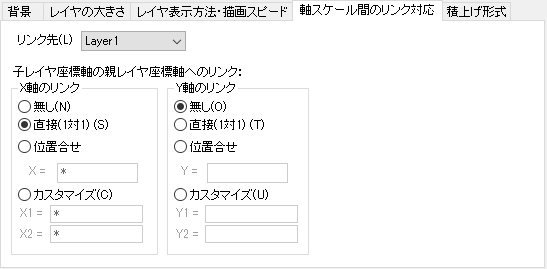 背景 レイヤの大きさ レイヤ表示方法・描画スピード 軸スケール間のリンク対応 積上げ形式
リンク先(L) Layer1
子レイヤ座標軸の親レイヤ座標軸へのリンク:
X軸のリンク
無し(N)
直接(1対1) (S)
位置合せ
X = *
カスタマイズ(C)
X1 = *
X2 = *
Y軸のリンク
無し(O)
直接(1対1) (T)
位置合せ
Y =
カスタマイズ(U)
Y1 =
Y2 =